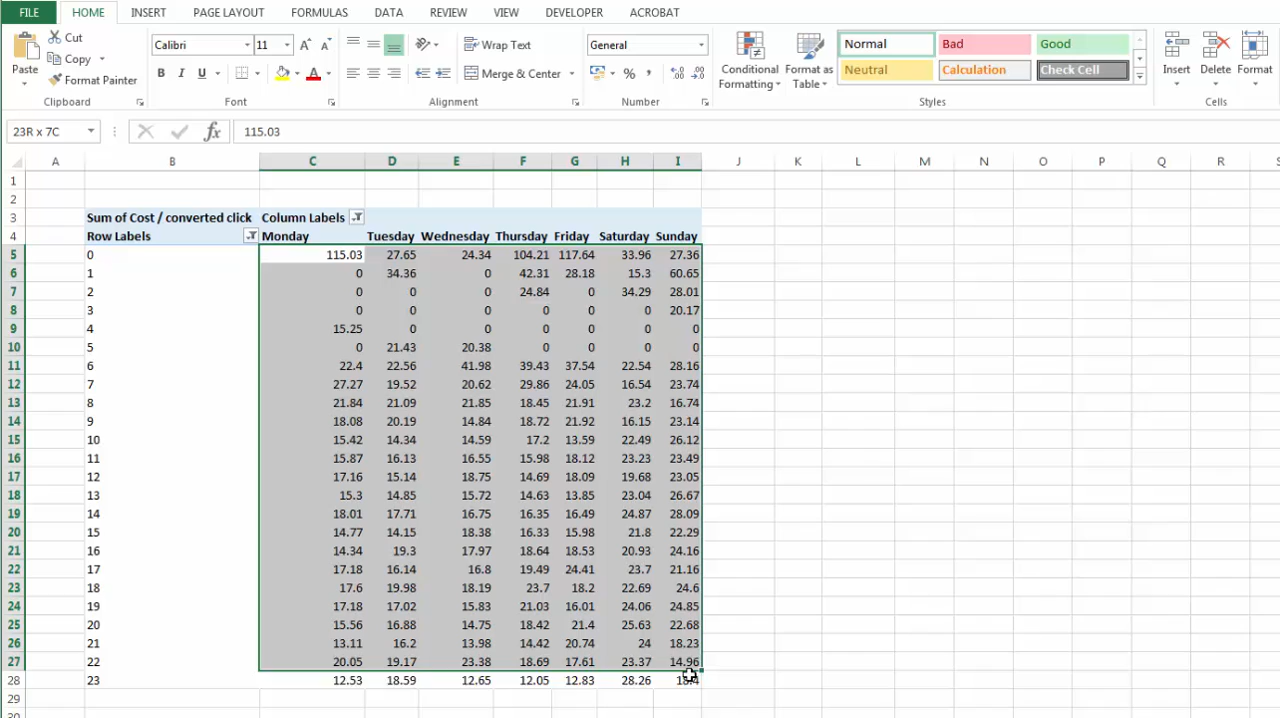 FILE HOME INSERT PAGE LAYOUT FORMULAS DATA REVIEW VIEW DEVELOPER ACROBAT
Paste
Cut
Copy
Format Painter
Clipboard
Calibri 11
B I U
Font
Wrap Text
Merge & Center
Alignment
General
%
Number
Conditional Formatting
Format as Table
Normal Bad Good
Neutral Calculation Check Cell
Styles
Insert Delete Format
Cells
23R x 7C fx 115.03
A B C D E F G H I J K L M N O P Q R
1
2
3 Sum of Cost / converted click Column Labels
4 Row Labels Monday Tuesday Wednesday Thursday Friday Saturday Sunday
5 0 115.03 27.65 24.34 104.21 117.64 33.96 27.36
6 1 0 34.36 0 42.31 28.18 15.3 60.65
7 2 0 0 0 24.84 0 34.29 28.01
8 3 0 0 0 0 0 0 20.17
9 4 15.25 0 0 0 0 0 0
10 5 0 21.43 20.38 0 0 0 0
11 6 22.4 22.56 41.98 39.43 37.54 22.54 28.16
12 7 27.27 19.52 20.62 29.86 24.05 16.54 23.74
13 8 21.84 21.09 21.85 18.45 21.91 23.2 16.74
14 9 18.08 20.19 14.84 18.72 21.92 16.15 23.14
15 10 15.42 14.34 14.59 17.2 13.59 22.49 26.12
16 11 15.87 16.13 16.55 15.98 18.12 23.23 23.49
17 12 17.16 15.14 18.75 14.69 18.09 19.68 23.05
18 13 15.3 14.85 15.72 14.63 13.85 23.04 26.67
19 14 18.01 17.71 16.75 16.35 16.49 24.87 28.09
20 15 14.77 14.15 18.38 16.33 15.98 21.8 22.29
21 16 14.34 19.3 17.97 18.64 18.53 20.93 24.16
22 17 17.18 16.14 16.8 19.49 24.41 23.7 21.16
23 18 17.6 19.98 18.19 23.7 18.2 22.69 24.6
24 19 17.18 17.02 15.83 21.03 16.01 24.06 24.85
25 20 15.56 16.88 14.75 18.42 21.4 25.63 22.68
26 21 13.11 16.2 13.98 14.42 20.74 24 18.23
27 22 20.05 19.17 23.38 18.69 17.61 23.37 14.96
28 23 12.53 18.59 12.65 12.05 12.83 28.26
29